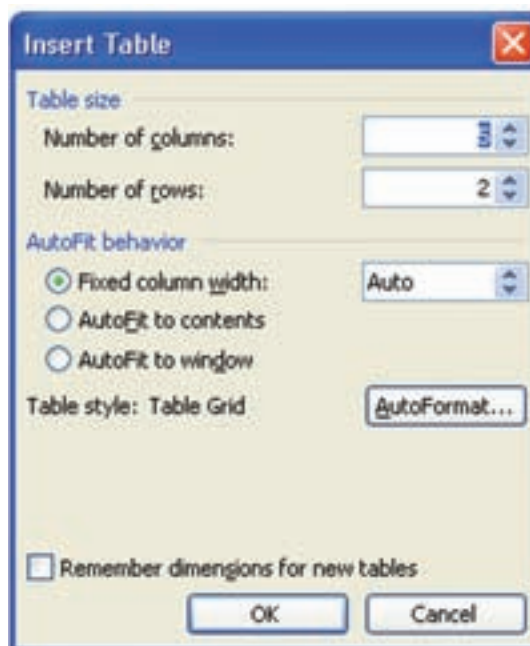 Insert Table
Table size
Number of columns:
Number of rows: 2
AutoFit behavior
Fixed column width: Auto
AutoFit to contents
AutoFit to window
Table style: Table Grid AutoFormat...
Remember dimensions for new tables
OK Cancel